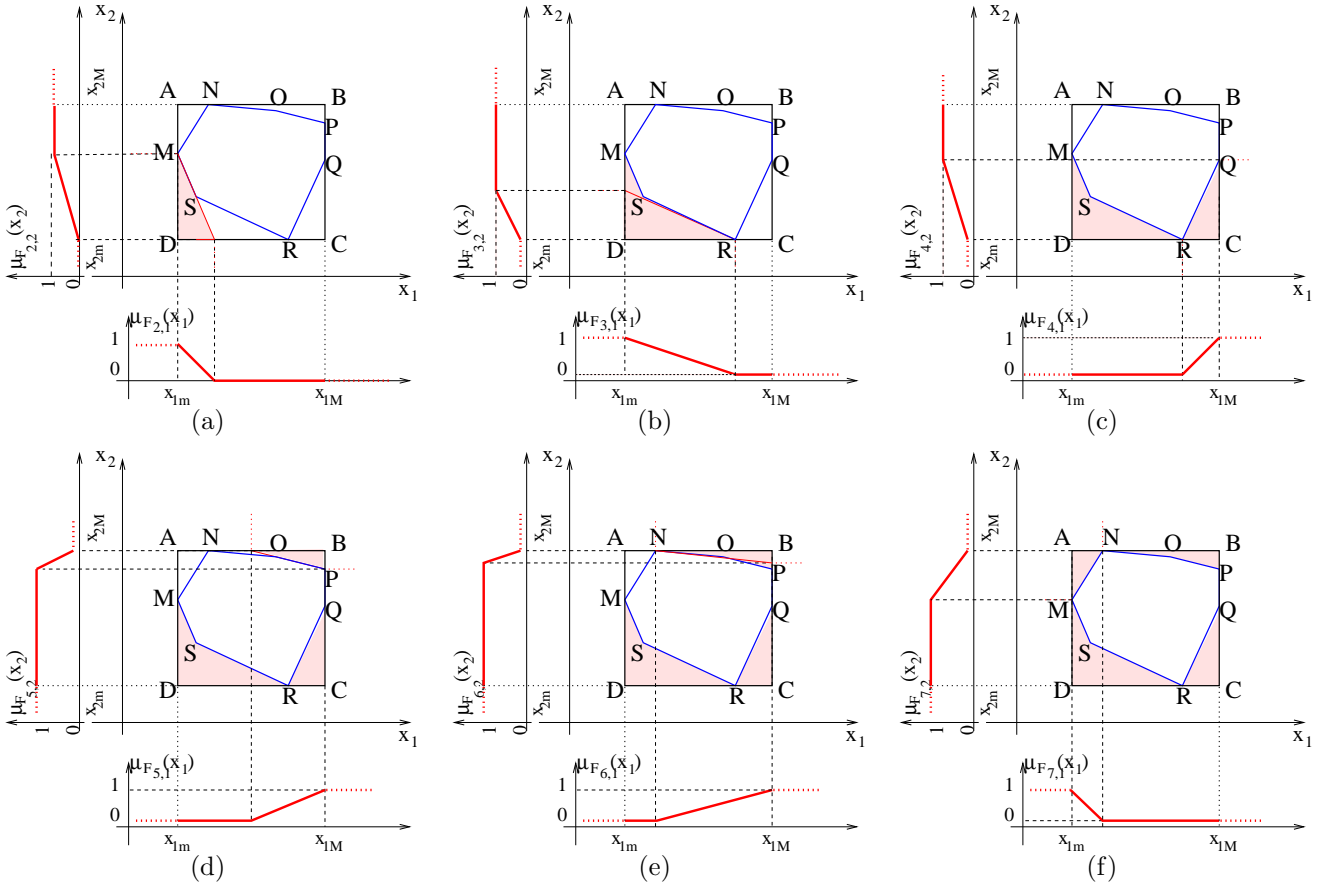 x2
x2M
A N O B
P
M Q
S
D R C
x2m
μF2,2(x2)
1 0
x1
μF2,1(x1)
1
0
x1m x1M
(a)
x2
x2M
A N O B
P
M Q
S
D R C
x2m
μF3,2(x2)
1 0
x1
μF3,1(x1)
1
0
x1m x1M
(b)
x2
x2M
A N O B
P
M Q
S
D R C
x2m
μF4,2(x2)
1 0
x1
μF4,1(x1)
1
0
x1m x1M
(c)
x2
x2M
A N O B
P
M Q
S
D R C
x2m
μF6,2(x2)
1 0
x1
μF5,1(x1)
1
0
x1m x1M
(d)
x2
x2M
A N O B
P
M Q
S
D R C
x2m
μF6,2(x2)
1 0
x1
μF6,1(x1)
1
0
x1m x1M
(e)
x2
x2M
A N O B
P
M Q
S
D R C
x2m
μF7,2(x2)
1 0
x1
μF7,1(x1)
1
0
x1m x1M
(f)